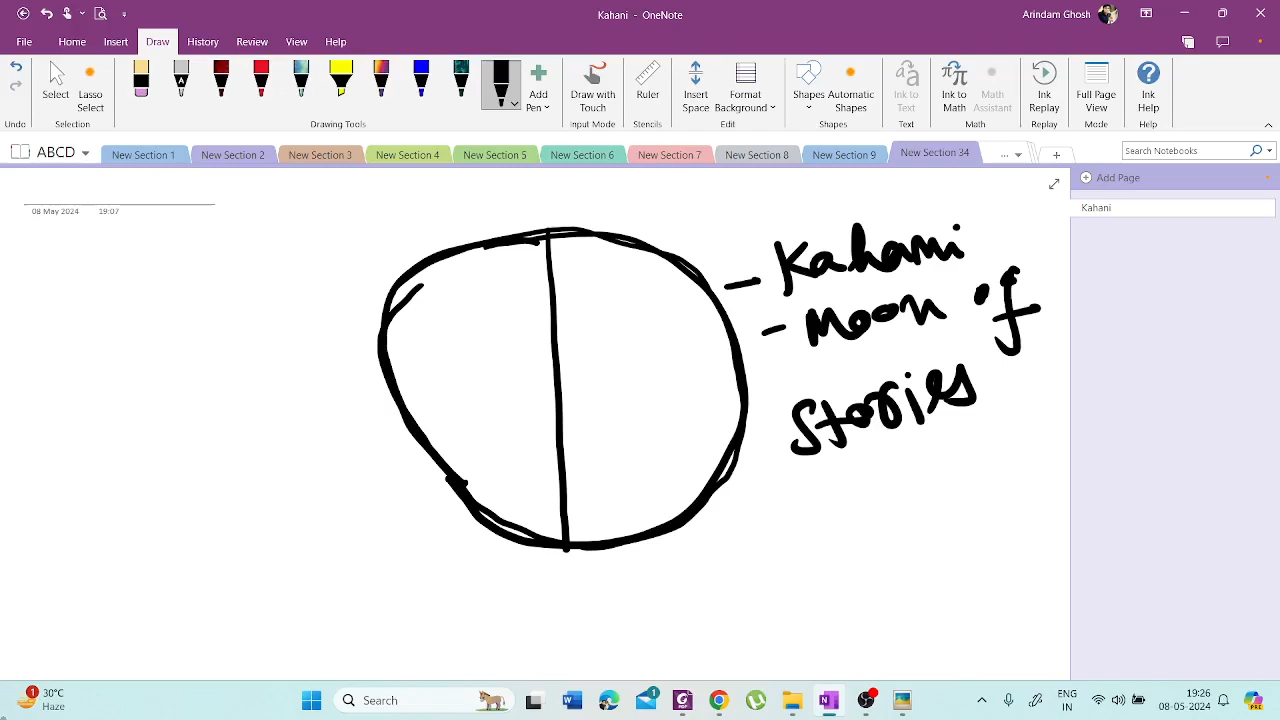 Kahani - OneNote
Arindam Ghosh
File Home Insert Draw History Review View Help
Select Lasso Select Add Pen Draw with Touch Ruler Insert Space Format Background Shapes Automatic Shapes Ink to Text Ink to Math Math Assistant Ink Replay Full Page View Ink Help
Undo Selection Drawing Tools Input Mode Stencils Edit Shapes Text Math Replay Mode Help
ABCD New Section 1 New Section 2 New Section 3 New Section 4 New Section 5 New Section 6 New Section 7 New Section 8 New Section 9 New Section 34 ... Search Notebooks
Add Page
Kahani
08 May 2024 19:07
- Kahani
- Moon of
Stories
1 30°C Haze Search 1 ENG IN 19:26 08-05-2024